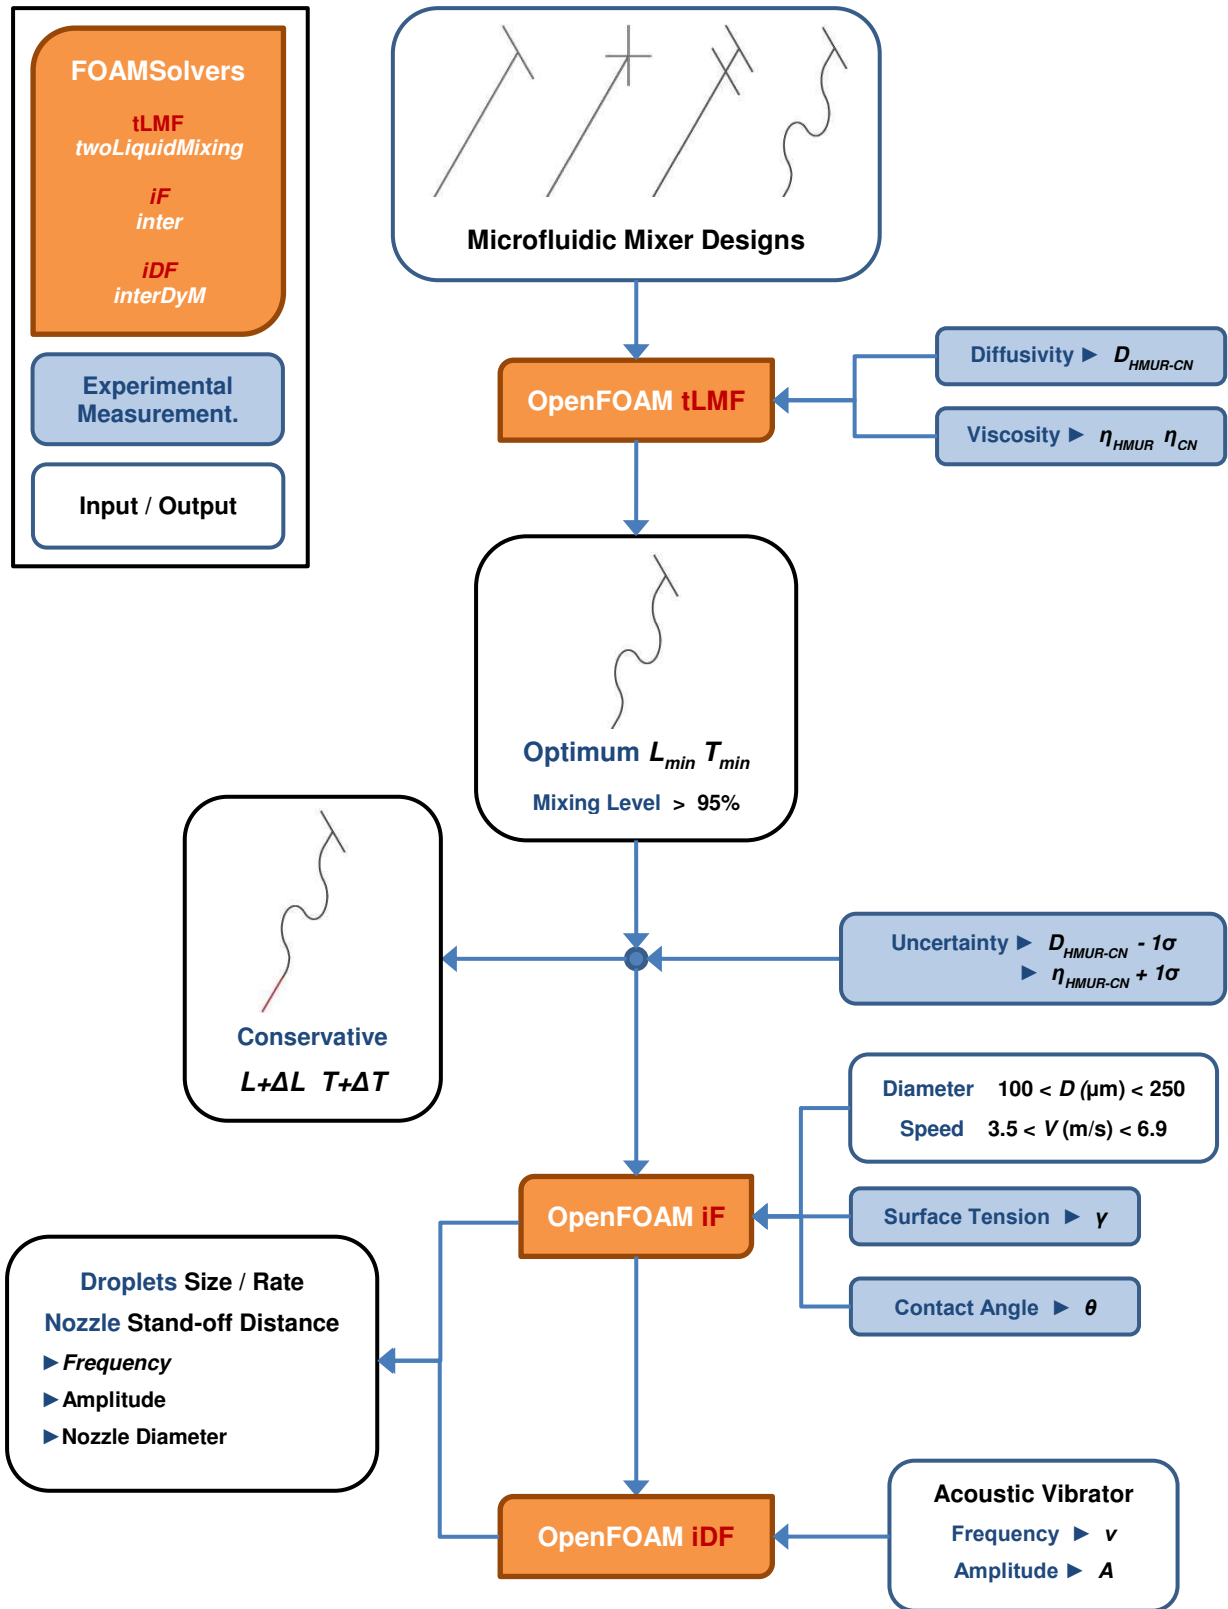 FOAMSolvers
tLMF
twoLiquidMixing
iF
inter
iDF
interDyM
Experimental
Measurement.
Input / Output
Microfluidic Mixer Designs
OpenFOAM tLMF
Diffusivity ► D_HMUR-CN
Viscosity ► η_HMUR η_CN
Optimum L_min T_min
Mixing Level > 95%
Conservative
L+ΔL T+ΔT
Uncertainty ► D_HMUR-CN - 1σ
► η_HMUR-CN + 1σ
Diameter 100 < D (µm) < 250
Speed 3.5 < V (m/s) < 6.9
OpenFOAM iF
Surface Tension ► γ
Contact Angle ► θ
Droplets Size / Rate
Nozzle Stand-off Distance
►Frequency
►Amplitude
►Nozzle Diameter
OpenFOAM iDF
Acoustic Vibrator
Frequency ► ν
Amplitude ► A